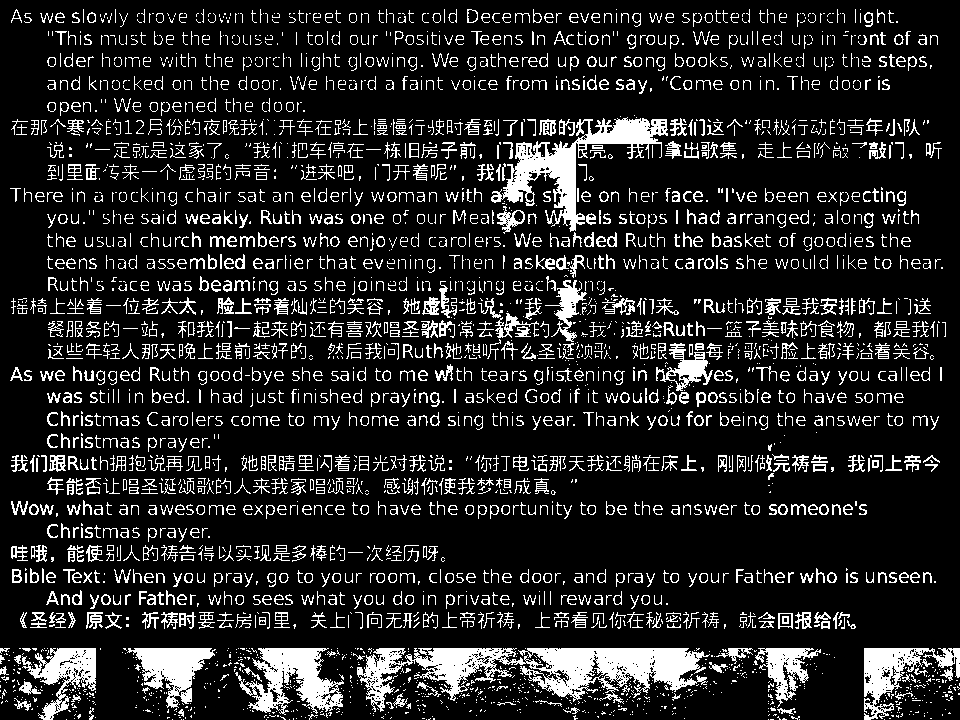 As we slowly drove down the street on that cold December evening we spotted the porch light.
"This must be the house." I told our "Positive Teens In Action" group. We pulled up in front of an
older home with the porch light glowing. We gathered up our song books, walked up the steps,
and knocked on the door. We heard a faint voice from inside say, “Come on in. The door is
open." We opened the door.
在那个寒冷的12月份的夜晚我们开车在路上慢慢行驶时看到了门廊的灯光 跟我们这个“积极行动的青年小队”
说：“一定就是这家了。”我们把车停在一栋旧房子前，门廊灯光很亮。我们拿出歌集，走上台阶敲了敲门，听
到里面传来一个虚弱的声音：“进来吧，门开着呢”，我们 门。
There in a rocking chair sat an elderly woman with a smile on her face. "I've been expecting
you." she said weakly. Ruth was one of our Meals On Wheels stops I had arranged; along with
the usual church members who enjoyed carolers. We handed Ruth the basket of goodies the
teens had assembled earlier that evening. Then I asked Ruth what carols she would like to hear.
Ruth's face was beaming as she joined in singing each song.
摇椅上坐着一位老太太，脸上带着灿烂的笑容，她虚弱地说：“我一 盼着你们来。”Ruth的家是我安排的上门送
餐服务的一站，和我们一起来的还有喜欢唱圣歌的常去教堂的人 我们递给Ruth一篮子美味的食物，都是我们
这些年轻人那天晚上提前装好的。然后我问Ruth她想听什么圣诞颂歌，她跟着唱每首歌时脸上都洋溢着笑容。
As we hugged Ruth good-bye she said to me with tears glistening in her eyes, “The day you called I
was still in bed. I had just finished praying. I asked God if it would be possible to have some
Christmas Carolers come to my home and sing this year. Thank you for being the answer to my
Christmas prayer."
我们跟Ruth拥抱说再见时，她眼睛里闪着泪光对我说：“你打电话那天我还躺在床上，刚刚做完祷告，我问上帝今
年能否让唱圣诞颂歌的人来我家唱颂歌。感谢你使我梦想成真。”
Wow, what an awesome experience to have the opportunity to be the answer to someone's
Christmas prayer.
哇哦，能使别人的祷告得以实现是多棒的一次经历呀。
Bible Text: When you pray, go to your room, close the door, and pray to your Father who is unseen.
And your Father, who sees what you do in private, will reward you.
《圣经》原文：祈祷时要去房间里，关上门向无形的上帝祈祷，上帝看见你在秘密祈祷，就会回报给你。